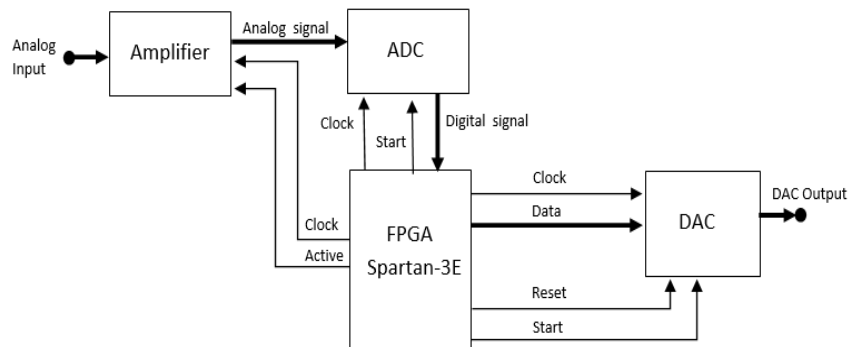 Analog
Input
Amplifier
Analog signal
ADC
Clock
Start
Digital signal
Clock
Active
FPGA
Spartan-3E
Clock
Data
Reset
Start
DAC
DAC Output